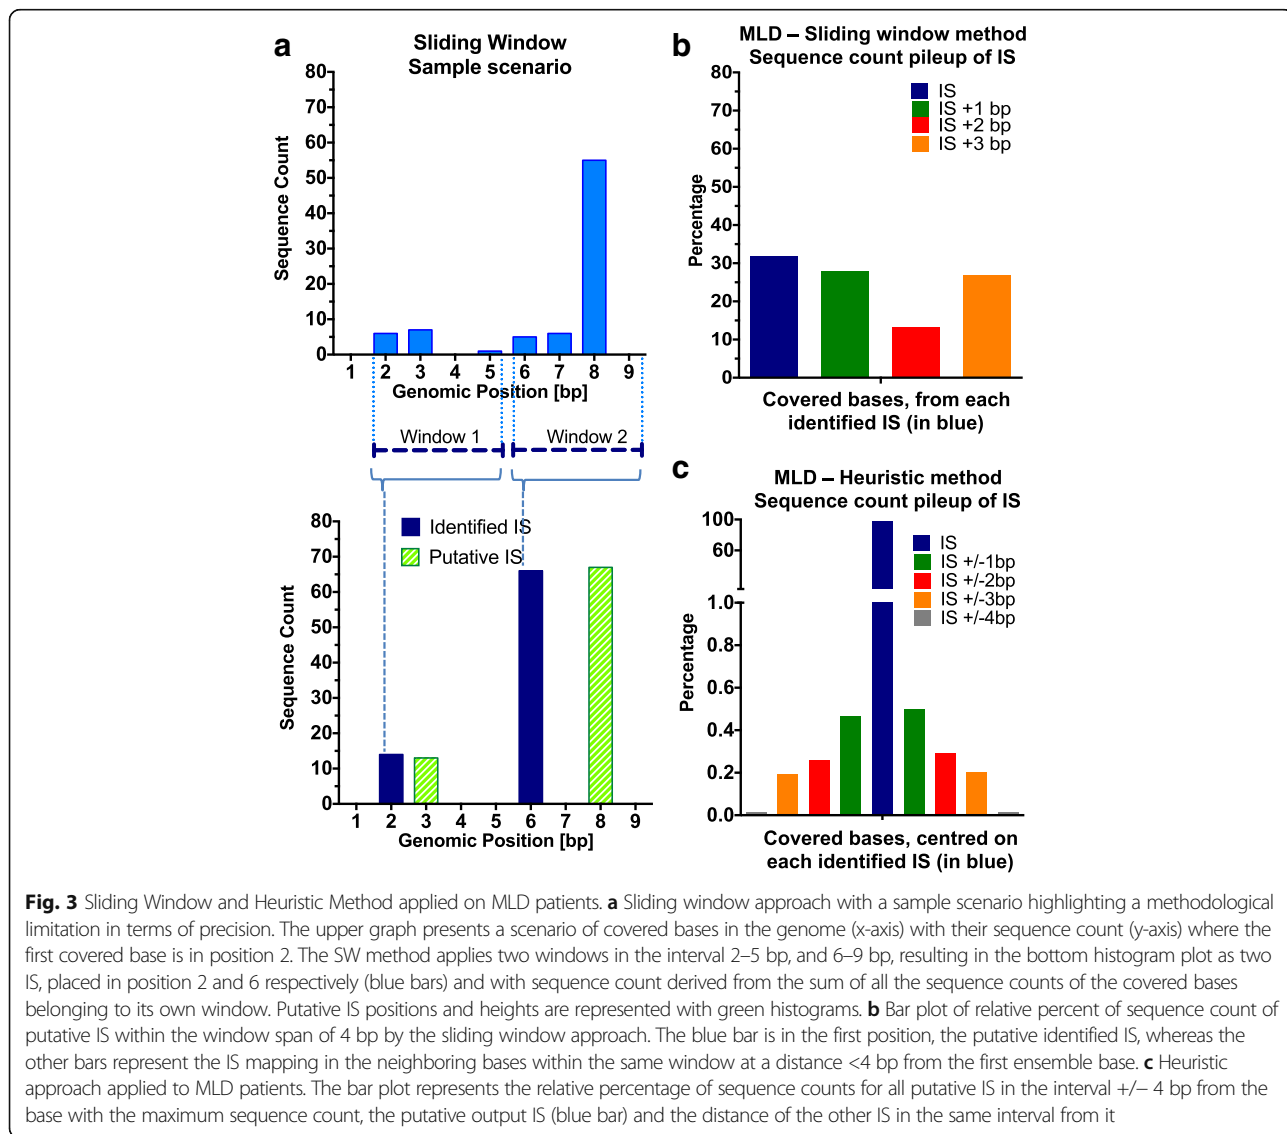 a
Sliding Window
Sample scenario
80
70
60
50
40
30
20
10
0
Sequence Count
1 2 3 4 5 6 7 8 9
Genomic Position [bp]
Window 1
Window 2
Identified IS
Putative IS
80
70
60
50
40
30
20
10
0
Sequence Count
1 2 3 4 5 6 7 8 9
Genomic Position [bp]
b
MLD – Sliding window method
Sequence count pileup of IS
IS
IS +1 bp
IS +2 bp
IS +3 bp
80
70
60
50
40
30
20
10
0
Percentage
Covered bases, from each
identified IS (in blue)
c
MLD – Heuristic method
Sequence count pileup of IS
IS
IS +/-1bp
IS +/-2bp
IS +/-3bp
IS +/-4bp
100
60
1.0
0.8
0.6
0.4
0.2
0.0
Percentage
Covered bases, centred on
each identified IS (in blue)
Fig. 3 Sliding Window and Heuristic Method applied on MLD patients. a Sliding window approach with a sample scenario highlighting a methodological
limitation in terms of precision. The upper graph presents a scenario of covered bases in the genome (x-axis) with their sequence count (y-axis) where the
first covered base is in position 2. The SW method applies two windows in the interval 2–5 bp, and 6–9 bp, resulting in the bottom histogram plot as two
IS, placed in position 2 and 6 respectively (blue bars) and with sequence count derived from the sum of all the sequence counts of the covered bases
belonging to its own window. Putative IS positions and heights are represented with green histograms. b Bar plot of relative percent of sequence count of
putative IS within the window span of 4 bp by the sliding window approach. The blue bar is in the first position, the putative identified IS, whereas the
other bars represent the IS mapping in the neighboring bases within the same window at a distance <4 bp from the first ensemble base. c Heuristic
approach applied to MLD patients. The bar plot represents the relative percentage of sequence counts for all putative IS in the interval +/− 4 bp from the
base with the maximum sequence count, the putative output IS (blue bar) and the distance of the other IS in the same interval from it